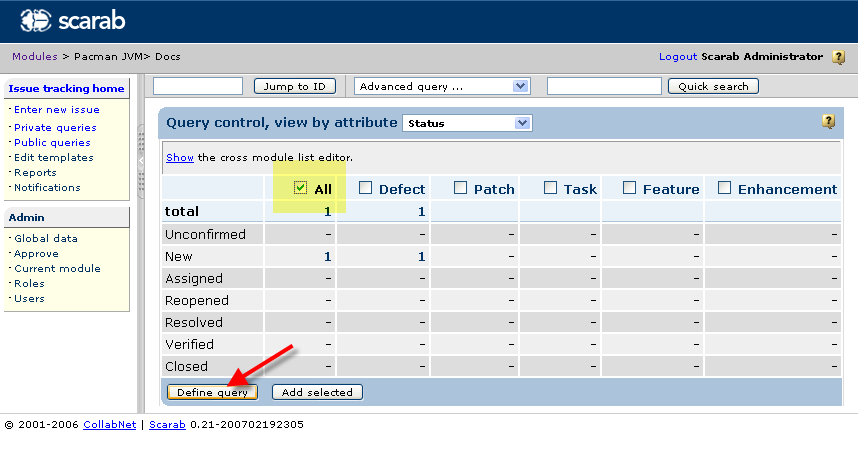 scarab
Modules > Pacman JVM> Docs
Logout Scarab Administrator ?
Issue tracking home
Enter new issue
Private queries
Public queries
Edit templates
Reports
Notifications
Admin
Global data
Approve
Current module
Roles
Users
Jump to ID Advanced query ... Quick search
Query control, view by attribute Status ?
Show the cross module list editor.
All Defect Patch Task Feature Enhancement
total 1 1
Unconfirmed - - - - - -
New 1 1 - - - -
Assigned - - - - - -
Reopened - - - - - -
Resolved - - - - - -
Verified - - - - - -
Closed - - - - - -
Define query Add selected
© 2001-2006 CollabNet | Scarab 0.21-200702192305